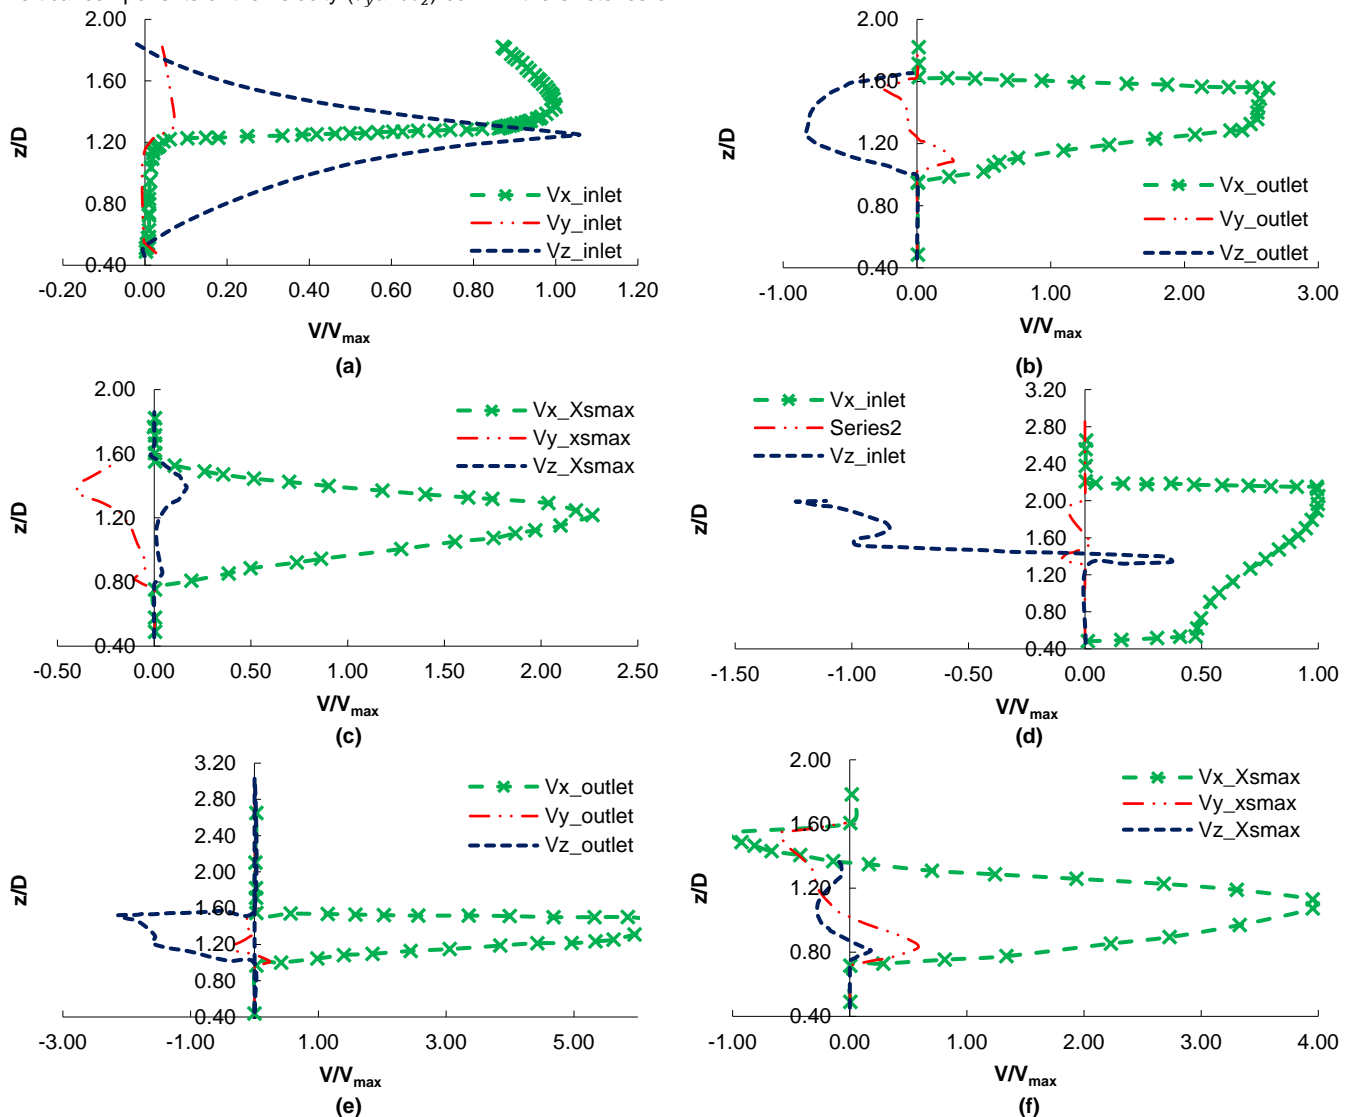 2.00
1.60
1.20
0.80
0.40
z/D
Vx_inlet
Vy_inlet
Vz_inlet
-0.20 0.00 0.20 0.40 0.60 0.80 1.00 1.20
V/Vmax
(a)
2.00
1.60
1.20
0.80
0.40
z/D
Vx_outlet
Vy_outlet
Vz_outlet
-1.00 0.00 1.00 2.00 3.00
V/Vmax
(b)
2.00
1.60
1.20
0.80
0.40
z/D
Vx_Xsmax
Vy_xsmax
Vz_Xsmax
-0.50 0.00 0.50 1.00 1.50 2.00 2.50
V/Vmax
(c)
Vx_inlet
Series2
Vz_inlet
3.20
2.80
2.40
2.00
1.60
1.20
0.80
0.40
z/D
-1.50 -1.00 -0.50 0.00 0.50 1.00
V/Vmax
(d)
3.20
2.80
2.40
2.00
1.60
1.20
0.80
0.40
z/D
Vx_outlet
Vy_outlet
Vz_outlet
-3.00 -1.00 1.00 3.00 5.00
V/Vmax
(e)
2.00
1.60
1.20
0.80
0.40
z/D
Vx_Xsmax
Vy_xsmax
Vz_Xsmax
-1.00 0.00 1.00 2.00 3.00 4.00
V/Vmax
(f)